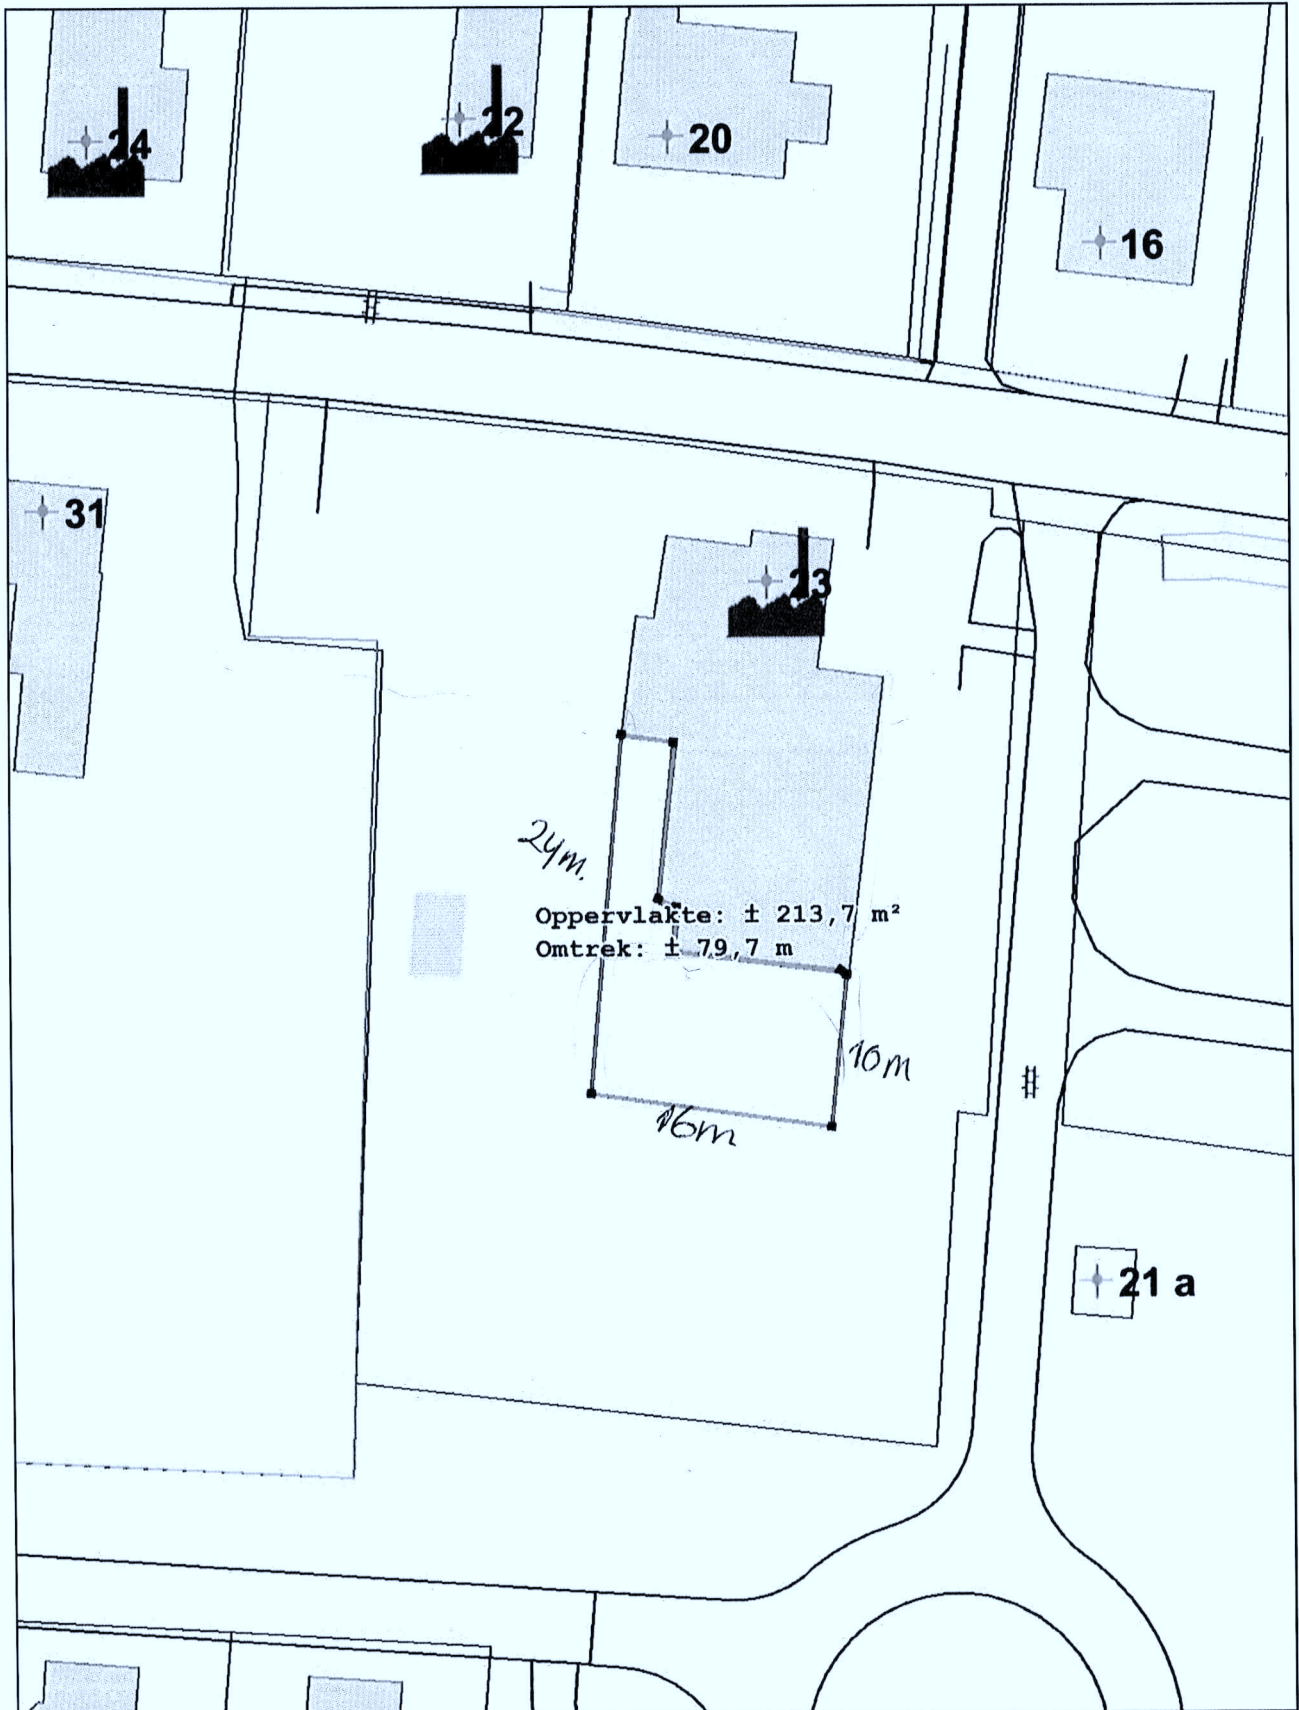 24
22
20
16
31
23
24m.
Oppervlakte: ± 213,7 m²
Omtrek: ± 79,7 m
10m
16m
21 a